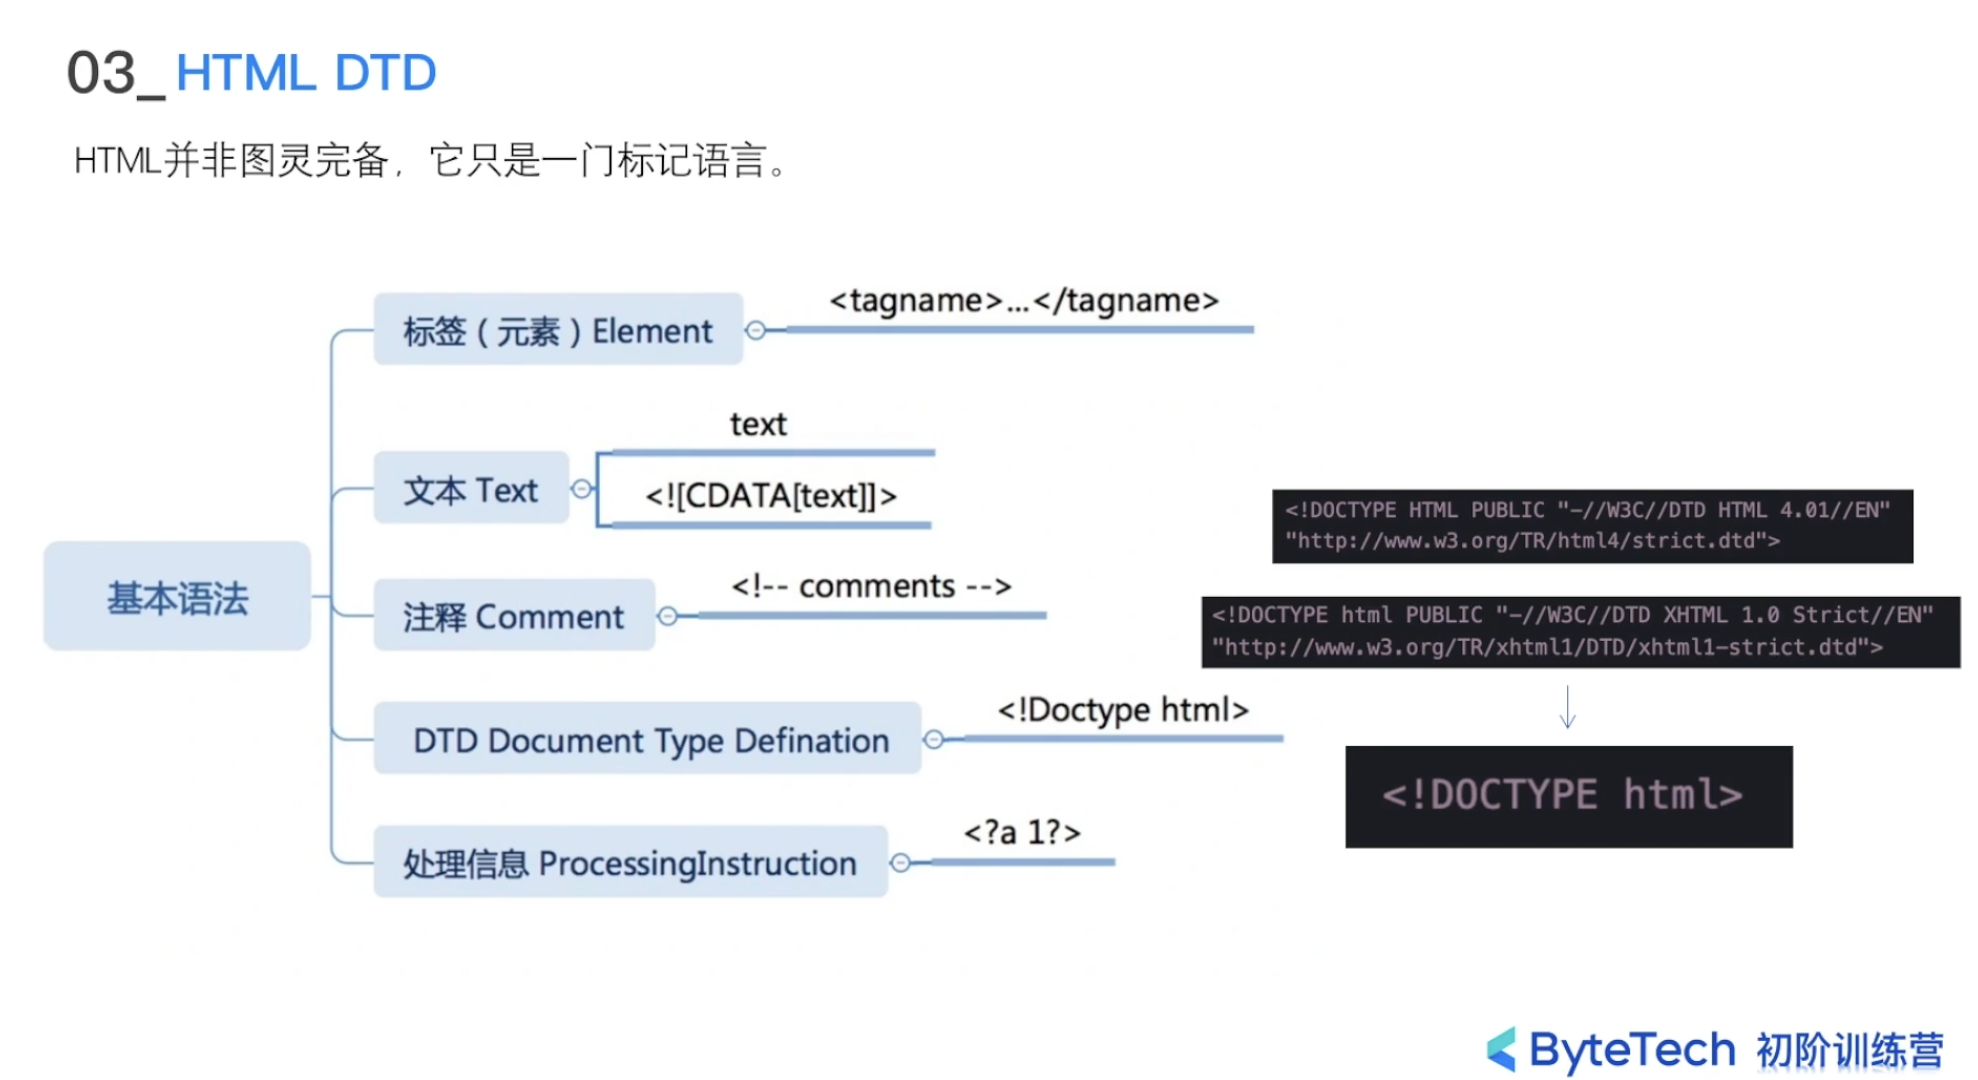 03_ HTML DTD
HTML并非图灵完备，它只是一门标记语言。
基本语法
标签（元素）Element
<tagname>...</tagname>
文本 Text
text
<![CDATA[text]]>
注释 Comment
<!-- comments -->
DTD Document Type Defination
<!Doctype html>
处理信息 ProcessingInstruction
<?a 1?>
<!DOCTYPE HTML PUBLIC "-//W3C//DTD HTML 4.01//EN"
"http://www.w3.org/TR/html4/strict.dtd">
<!DOCTYPE html PUBLIC "-//W3C//DTD XHTML 1.0 Strict//EN"
"http://www.w3.org/TR/xhtml1/DTD/xhtml1-strict.dtd">
<!DOCTYPE html>
ByteTech 初阶训练营